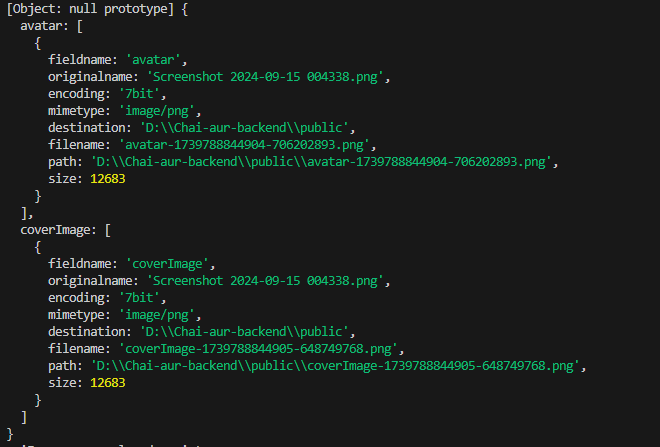 [Object: null prototype] {
  avatar: [
    {
      fieldname: 'avatar',
      originalname: 'Screenshot 2024-09-15 004338.png',
      encoding: '7bit',
      mimetype: 'image/png',
      destination: 'D:\\Chai-aur-backend\\public',
      filename: 'avatar-1739788844904-706202893.png',
      path: 'D:\\Chai-aur-backend\\public\\avatar-1739788844904-706202893.png',
      size: 12683
    }
  ],
  coverImage: [
    {
      fieldname: 'coverImage',
      originalname: 'Screenshot 2024-09-15 004338.png',
      encoding: '7bit',
      mimetype: 'image/png',
      destination: 'D:\\Chai-aur-backend\\public',
      filename: 'coverImage-1739788844905-648749768.png',
      path: 'D:\\Chai-aur-backend\\public\\coverImage-1739788844905-648749768.png',
      size: 12683
    }
  ]
}